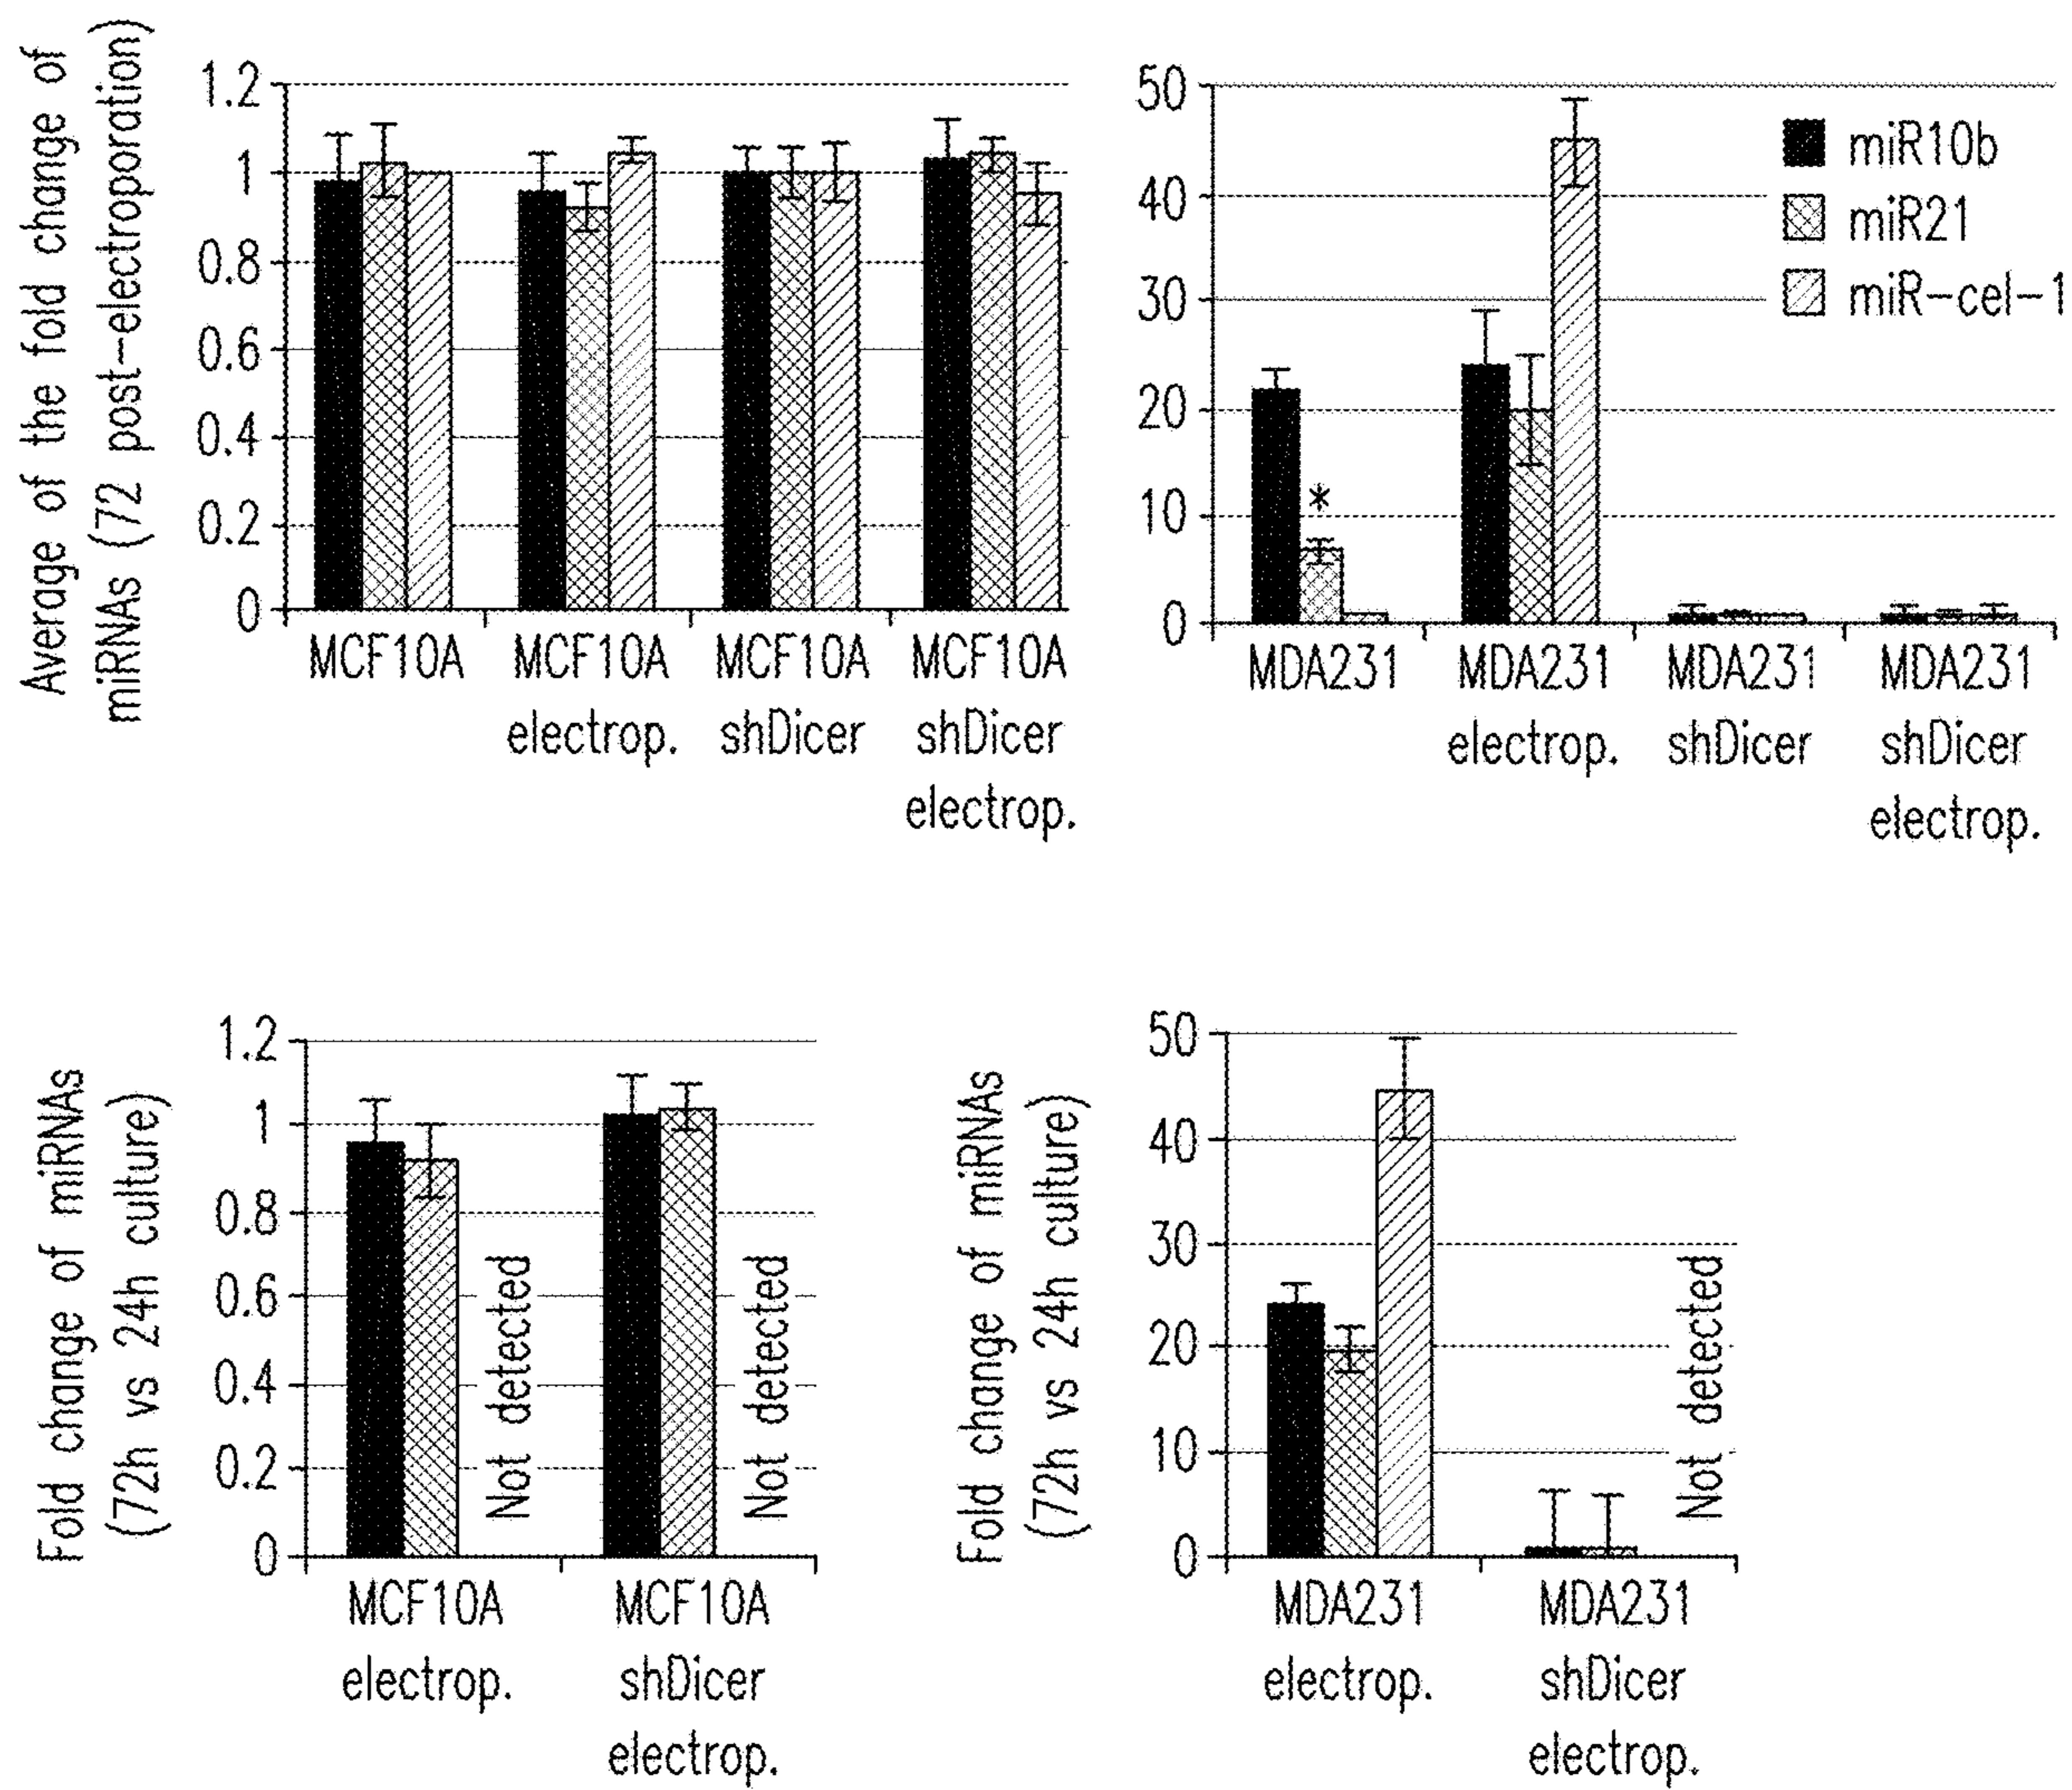 Average of the fold change of
miRNAs (72 post-electroporation)
1.2
1
0.8
0.6
0.4
0.2
0
MCF10A
MCF10A
electrop.
MCF10A
shDicer
MCF10A
shDicer
electrop.
50
40
30
20
10
0
*
miR10b
miR21
miR-cel-1
MDA231
MDA231
electrop.
MDA231
shDicer
MDA231
shDicer
electrop.
Fold change of miRNAs
(72h vs 24h culture)
1.2
1
0.8
0.6
0.4
0.2
0
Not detected
Not detected
MCF10A
electrop.
MCF10A
shDicer
electrop.
Fold change of miRNAs
(72h vs 24h culture)
50
40
30
20
10
0
Not detected
MDA231
electrop.
MDA231
shDicer
electrop.